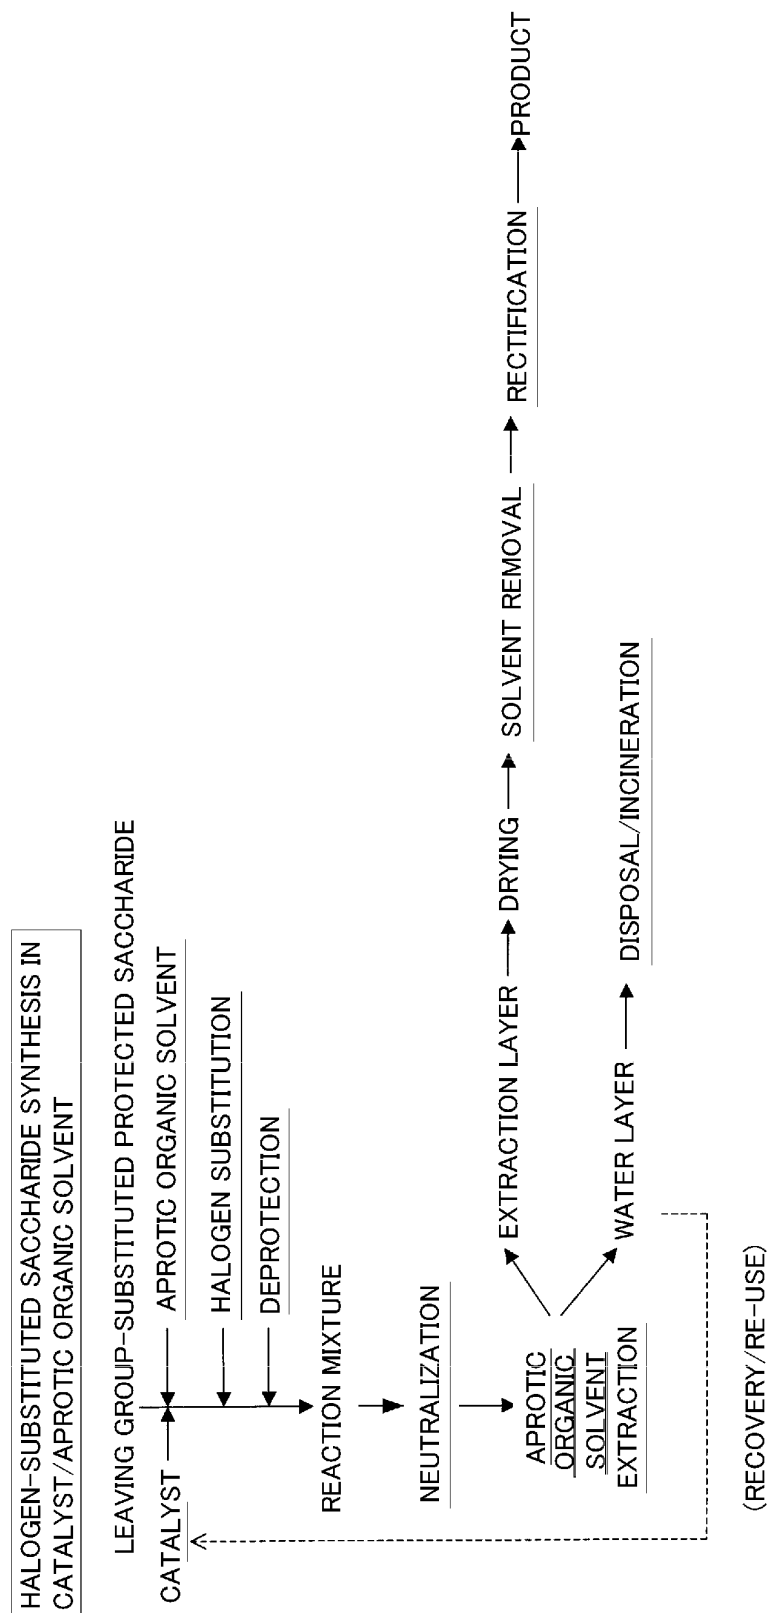 HALOGEN-SUBSTITUTED SACCHARIDE SYNTHESIS IN
CATALYST/APROTIC ORGANIC SOLVENT
LEAVING GROUP-SUBSTITUTED PROTECTED SACCHARIDE
CATALYST
APROTIC ORGANIC SOLVENT
HALOGEN SUBSTITUTION
DEPROTECTION
REACTION MIXTURE
NEUTRALIZATION
APROTIC
ORGANIC
SOLVENT
EXTRACTION
EXTRACTION LAYER
DRYING
SOLVENT REMOVAL
RECTIFICATION
PRODUCT
WATER LAYER
DISPOSAL/INCINERATION
(RECOVERY/RE-USE)